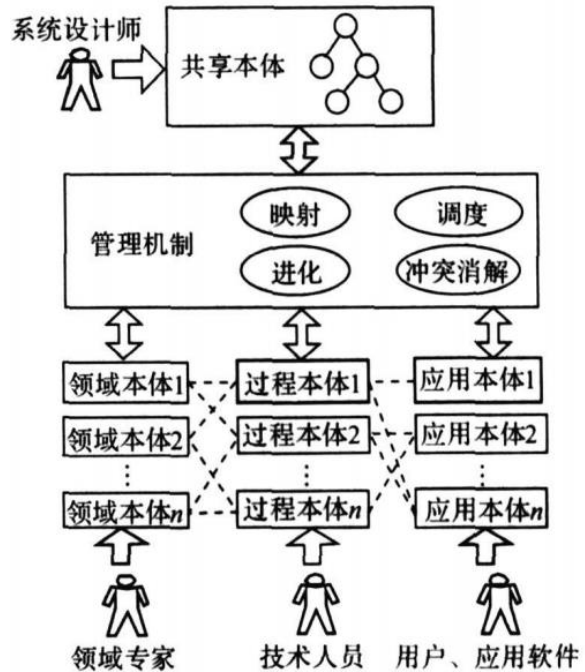 系统设计师
共享本体
映射 调度
管理机制
进化 冲突消解
领域本体1 过程本体1 应用本体1
领域本体2 过程本体2 应用本体2
⋮ ⋮ ⋮
领域本体n 过程本体n 应用本体n
领域专家 技术人员 用户、应用软件